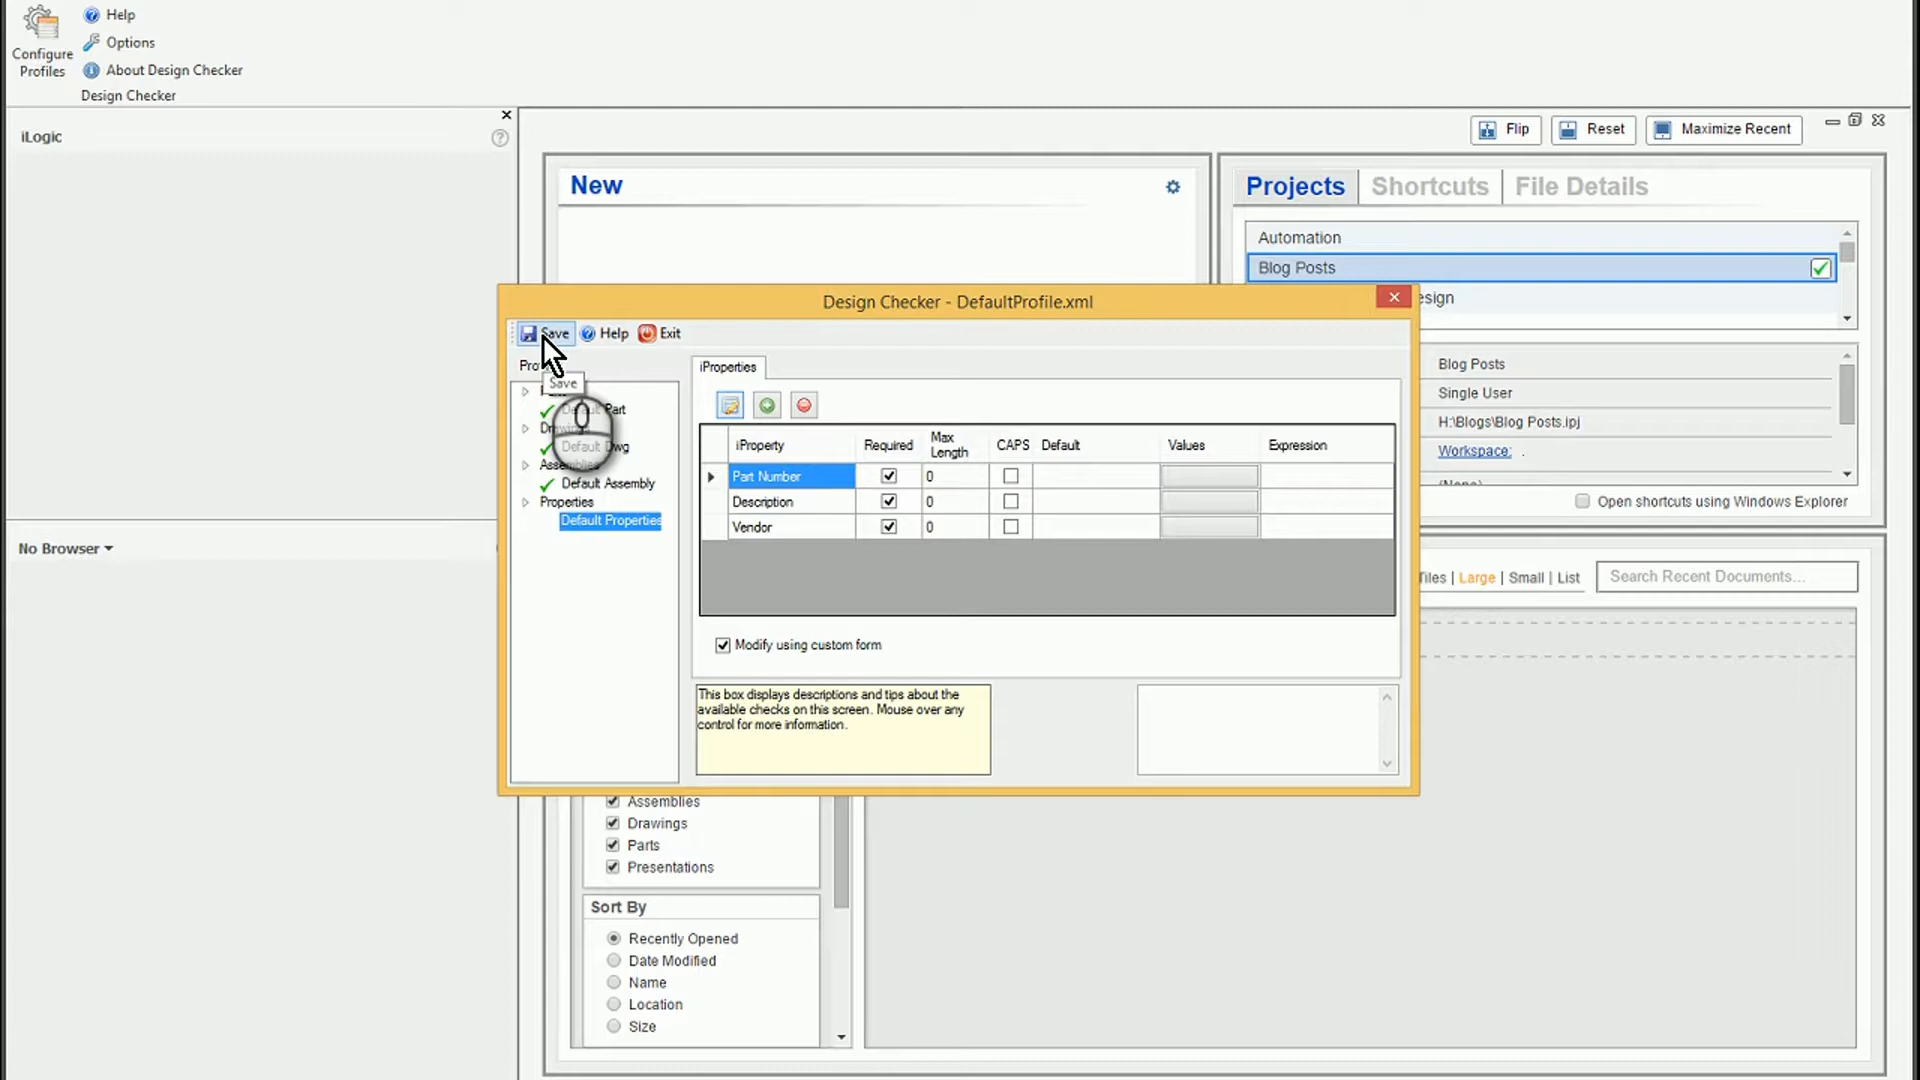 Configure Profiles
Help
Options
About Design Checker
Design Checker
iLogic
Flip
Reset
Maximize Recent
New
Projects
Shortcuts
File Details
Automation
Blog Posts
esign
Blog Posts
Single User
H:\Blogs\Blog Posts.ipj
Workspace: .
Open shortcuts using Windows Explorer
No Browser
Design Checker - DefaultProfile.xml
Save
Help
Exit
Save
Default Part
Drawings
Default Dwg
Assemblies
Default Assembly
Properties
Default Properties
iProperties
iProperty Required Max Length CAPS Default Values Expression
Part Number 0
Description 0
Vendor 0
Modify using custom form
This box displays descriptions and tips about the
available checks on this screen. Mouse over any
control for more information.
Tiles | Large | Small | List
Search Recent Documents...
Assemblies
Drawings
Parts
Presentations
Sort By
Recently Opened
Date Modified
Name
Location
Size